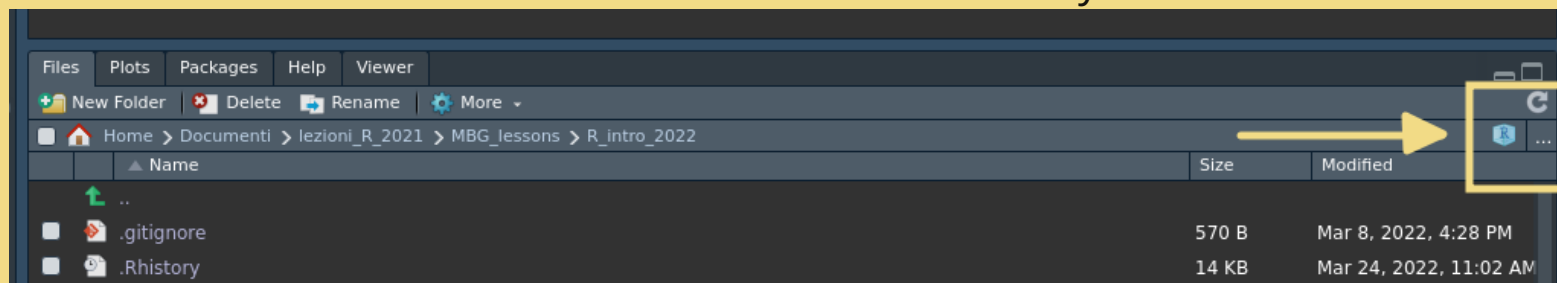 Files Plots Packages Help Viewer
New Folder Delete Rename More
Home > Documenti > lezioni_R_2021 > MBG_lessons > R_intro_2022 R ...
Name Size Modified
..
.gitignore 570 B Mar 8, 2022, 4:28 PM
.Rhistory 14 KB Mar 24, 2022, 11:02 AM